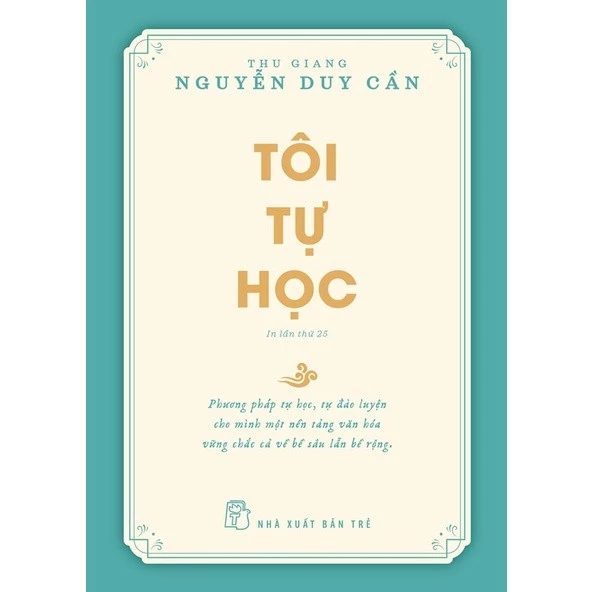 THU GIANG
NGUYỄN DUY CẦN
TÔI
TỰ
HỌC
In lần thứ 25
Phương pháp tự học, tự đào luyện
cho mình một nền tảng văn hóa
vững chắc cả về bề sâu lẫn bề rộng.
NHÀ XUẤT BẢN TRẺ